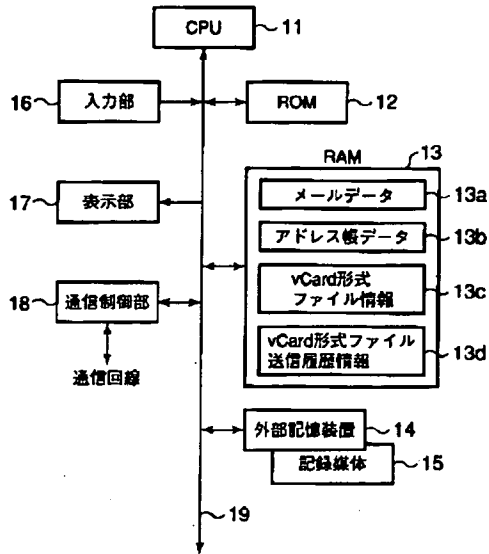 CPU
11
16
入力部
ROM
12
RAM
13
メールデータ
13a
17
表示部
アドレス帳データ
13b
vCard形式
ファイル情報
13c
18
通信制御部
vCard形式ファイル
送信履歴情報
13d
通信回線
外部記憶装置
14
記録媒体
15
19